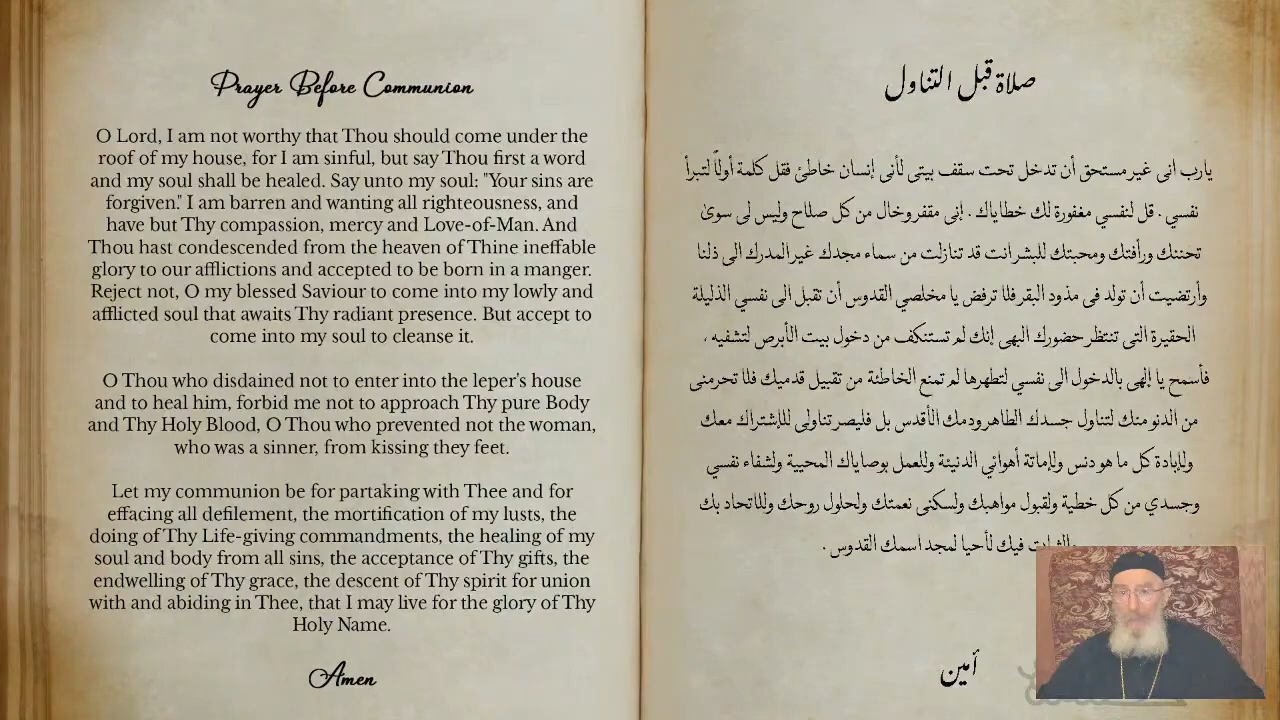 Prayer Before Communion
O Lord, I am not worthy that Thou should come under the
roof of my house, for I am sinful, but say Thou first a word
and my soul shall be healed. Say unto my soul: "Your sins are
forgiven." I am barren and wanting all righteousness, and
have but Thy compassion, mercy and Love-of-Man. And
Thou hast condescended from the heaven of Thine ineffable
glory to our afflictions and accepted to be born in a manger.
Reject not, O my blessed Saviour to come into my lowly and
afflicted soul that awaits Thy radiant presence. But accept to
come into my soul to cleanse it.
O Thou who disdained not to enter into the leper's house
and to heal him, forbid me not to approach Thy pure Body
and Thy Holy Blood, O Thou who prevented not the woman,
who was a sinner, from kissing they feet.
Let my communion be for partaking with Thee and for
effacing all defilement, the mortification of my lusts, the
doing of Thy Life-giving commandments, the healing of my
soul and body from all sins, the acceptance of Thy gifts, the
endwelling of Thy grace, the descent of Thy spirit for union
with and abiding in Thee, that I may live for the glory of Thy
Holy Name.
Amen
صلاة قبل التناول
يارب انى غير مستحق أن تدخل تحت سقف بيتى لأنى إنسان خاطئ فقل كلمة أولاً لتبرأ
نفسي . قل لنفسي مغفورة لك خطاياك . إنى مقفر وخال من كل صلاح وليس لى سوىٰ
تحننك ورأفتك ومحبتك للبشر انت قد تنازلت من سماء مجدك غير المدرك الى ذلنا
وأرتضيت أن تولد فى مذود البقر فلا ترفض يا مخلصي القدوس أن تقبل الى نفسي الذليلة
الحقيرة التى تنتظر حضورك البهى إنك لم تستنكف من دخول بيت الأبرص لتشفيه ،
فأسمح يا إلهى بالدخول الى نفسي لتطهرها لم تمنع الخاطئة من تقبيل قدميك فلا تحرمنى
من الدنو منك لتناول جسدك الطاهر ودمك الأقدس بل فليصر تناولى للإشتراك معك
ولإبادة كل ما هو دنس ولإماتة أهوائي الدنيئة وللعمل بوصاياك المحيية ولشفاء نفسي
وجسدي من كل خطية ولقبول مواهبك ولسكنى نعمتك ولحلول روحك وللاتحاد بك
فيك لأحيا لمجد اسمك القدوس .
أمين